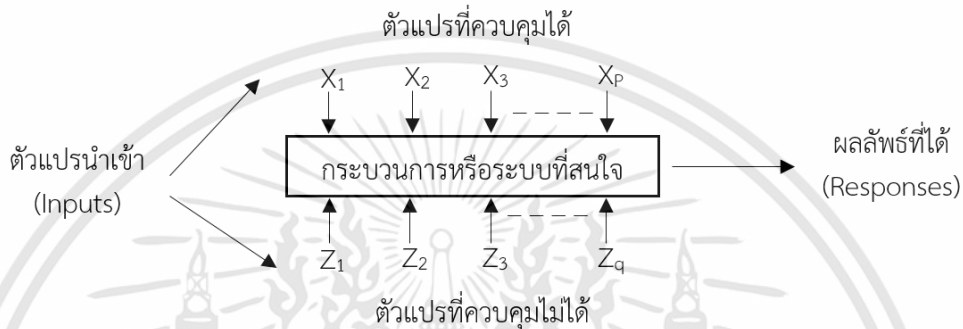 ตัวแปรที่ควบคุมได้
X1 X2 X3 XP
ตัวแปรนำเข้า
(Inputs)
กระบวนการหรือระบบที่สนใจ
ผลลัพธ์ที่ได้
(Responses)
Z1 Z2 Z3 Zq
ตัวแปรที่ควบคุมไม่ได้